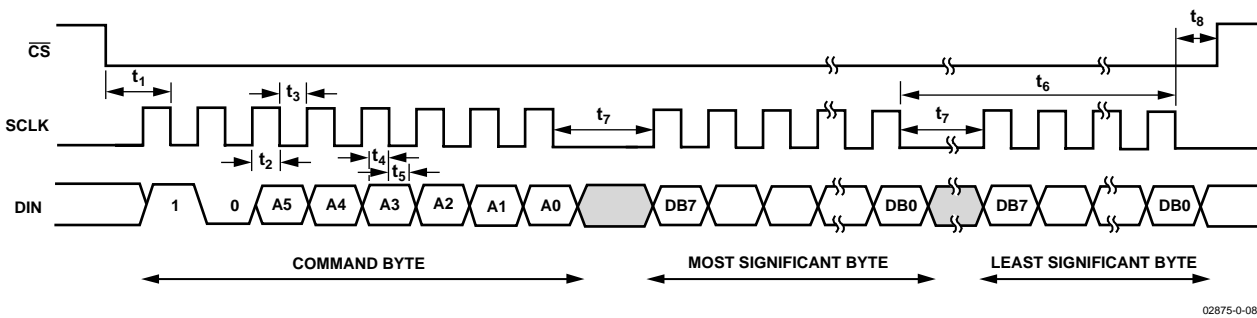 t8
CS
t1
t3
t6
SCLK
t7
t7
t2
t4
t5
DIN
1
0
A5
A4
A3
A2
A1
A0
DB7
DB0
DB7
DB0
COMMAND BYTE
MOST SIGNIFICANT BYTE
LEAST SIGNIFICANT BYTE
02875-0-08